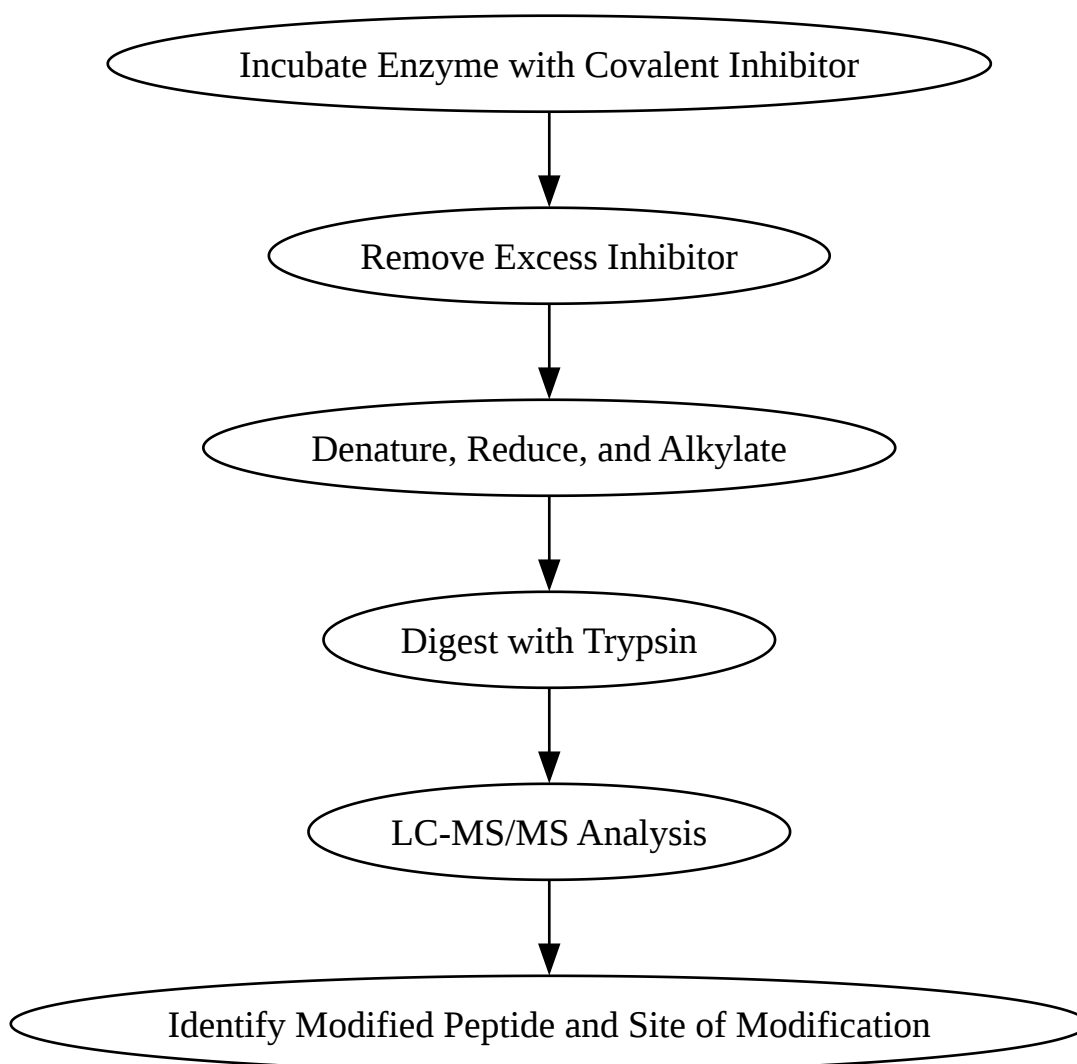 Incubate Enzyme with Covalent Inhibitor
Remove Excess Inhibitor
Denature, Reduce, and Alkylate
Digest with Trypsin
LC-MS/MS Analysis
Identify Modified Peptide and Site of Modification